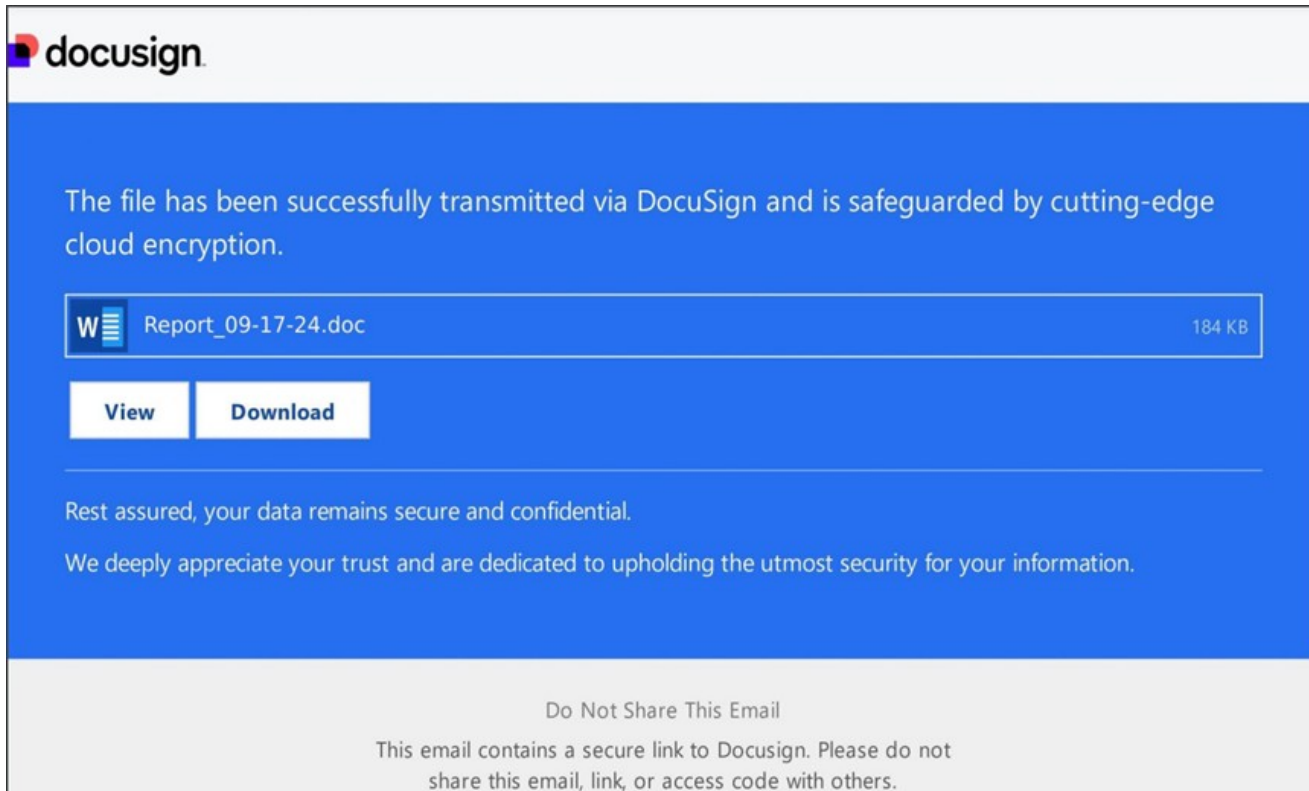 docusign
The file has been successfully transmitted via DocuSign and is safeguarded by cutting-edge
cloud encryption.
W Report_09-17-24.doc 184 KB
View Download
Rest assured, your data remains secure and confidential.
We deeply appreciate your trust and are dedicated to upholding the utmost security for your information.
Do Not Share This Email
This email contains a secure link to Docusign. Please do not
share this email, link, or access code with others.